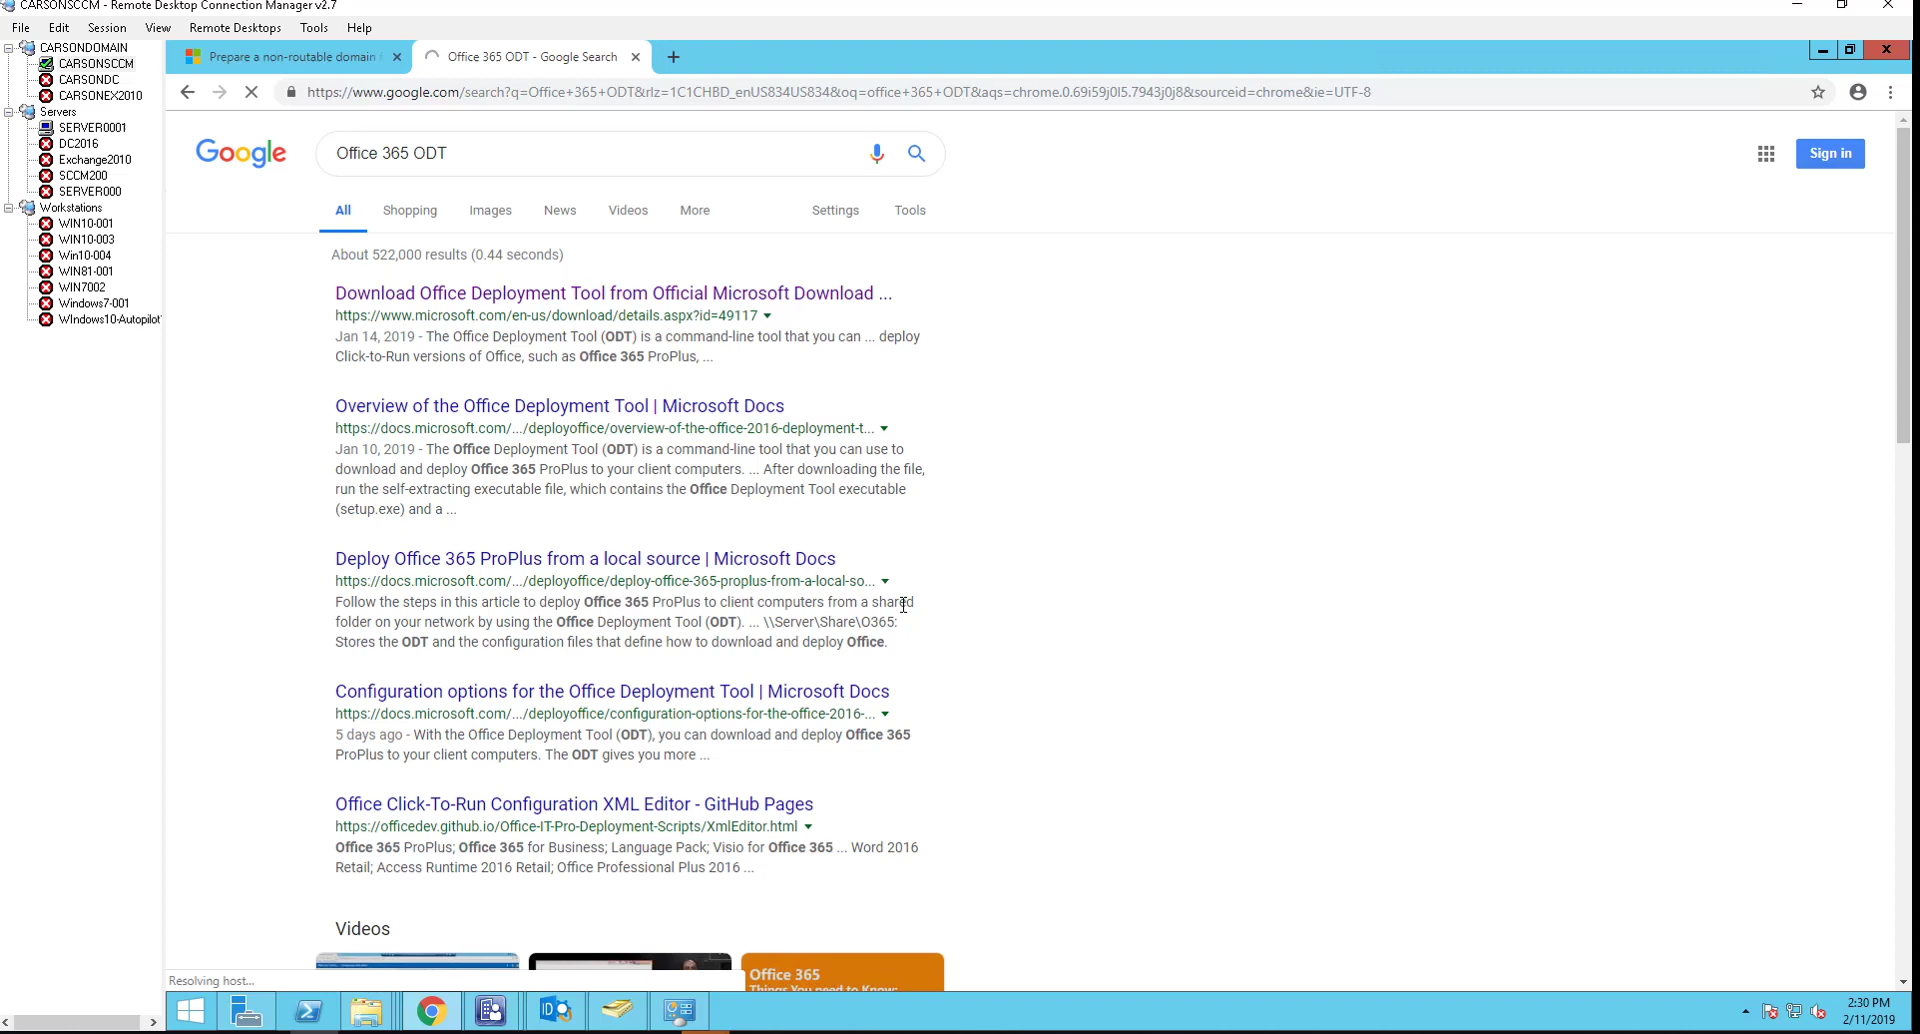 CARSONSCCM - Remote Desktop Connection Manager v2.7
File Edit Session View Remote Desktops Tools Help
CARSONDOMAIN
CARSONSCCM
CARSONDC
CARSONEX2010
Servers
SERVER0001
DC2016
Exchange2010
SCCM200
SERVER000
Workstations
WIN10-001
WIN10-003
Win10-004
WIN81-001
WIN7002
Windows7-001
WIndows10-Autopilot
Prepare a non-routable domain
Office 365 ODT - Google Search
https://www.google.com/search?q=Office+365+ODT&rlz=1C1CHBD_enUS834US834&oq=office+365+ODT&aqs=chrome.0.69i59j0l5.7943j0j8&sourceid=chrome&ie=UTF-8
Google
Office 365 ODT
Sign in
All Shopping Images News Videos More Settings Tools
About 522,000 results (0.44 seconds)
Download Office Deployment Tool from Official Microsoft Download ...
https://www.microsoft.com/en-us/download/details.aspx?id=49117
Jan 14, 2019 - The Office Deployment Tool (ODT) is a command-line tool that you can ... deploy
Click-to-Run versions of Office, such as Office 365 ProPlus, ...
Overview of the Office Deployment Tool | Microsoft Docs
https://docs.microsoft.com/.../deployoffice/overview-of-the-office-2016-deployment-t...
Jan 10, 2019 - The Office Deployment Tool (ODT) is a command-line tool that you can use to
download and deploy Office 365 ProPlus to your client computers. ... After downloading the file,
run the self-extracting executable file, which contains the Office Deployment Tool executable
(setup.exe) and a ...
Deploy Office 365 ProPlus from a local source | Microsoft Docs
https://docs.microsoft.com/.../deployoffice/deploy-office-365-proplus-from-a-local-so...
Follow the steps in this article to deploy Office 365 ProPlus to client computers from a shared
folder on your network by using the Office Deployment Tool (ODT). ... \\Server\Share\O365:
Stores the ODT and the configuration files that define how to download and deploy Office.
Configuration options for the Office Deployment Tool | Microsoft Docs
https://docs.microsoft.com/.../deployoffice/configuration-options-for-the-office-2016-...
5 days ago - With the Office Deployment Tool (ODT), you can download and deploy Office 365
ProPlus to your client computers. The ODT gives you more ...
Office Click-To-Run Configuration XML Editor - GitHub Pages
https://officedev.github.io/Office-IT-Pro-Deployment-Scripts/XmlEditor.html
Office 365 ProPlus; Office 365 for Business; Language Pack; Visio for Office 365 ... Word 2016
Retail; Access Runtime 2016 Retail; Office Professional Plus 2016 ...
Videos
Office 365
Things You need to Know:
Resolving host...
2:30 PM
2/11/2019